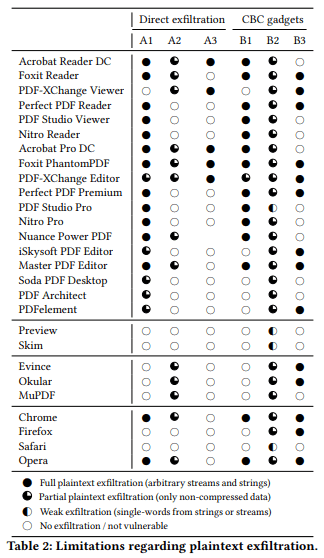 Direct exfiltration CBC gadgets
A1 A2 A3 B1 B2 B3
Acrobat Reader DC
Foxit Reader
PDF-XChange Viewer
Perfect PDF Reader
PDF Studio Viewer
Nitro Reader
Acrobat Pro DC
Foxit PhantomPDF
PDF-XChange Editor
Perfect PDF Premium
PDF Studio Pro
Nitro Pro
Nuance Power PDF
iSkysoft PDF Editor
Master PDF Editor
Soda PDF Desktop
PDF Architect
PDFelement
Preview
Skim
Evince
Okular
MuPDF
Chrome
Firefox
Safari
Opera
Full plaintext exfiltration (arbitrary streams and strings)
Partial plaintext exfiltration (only non-compressed data)
Weak exfiltration (single-words from strings or streams)
No exfiltration / not vulnerable
Table 2: Limitations regarding plaintext exfiltration.